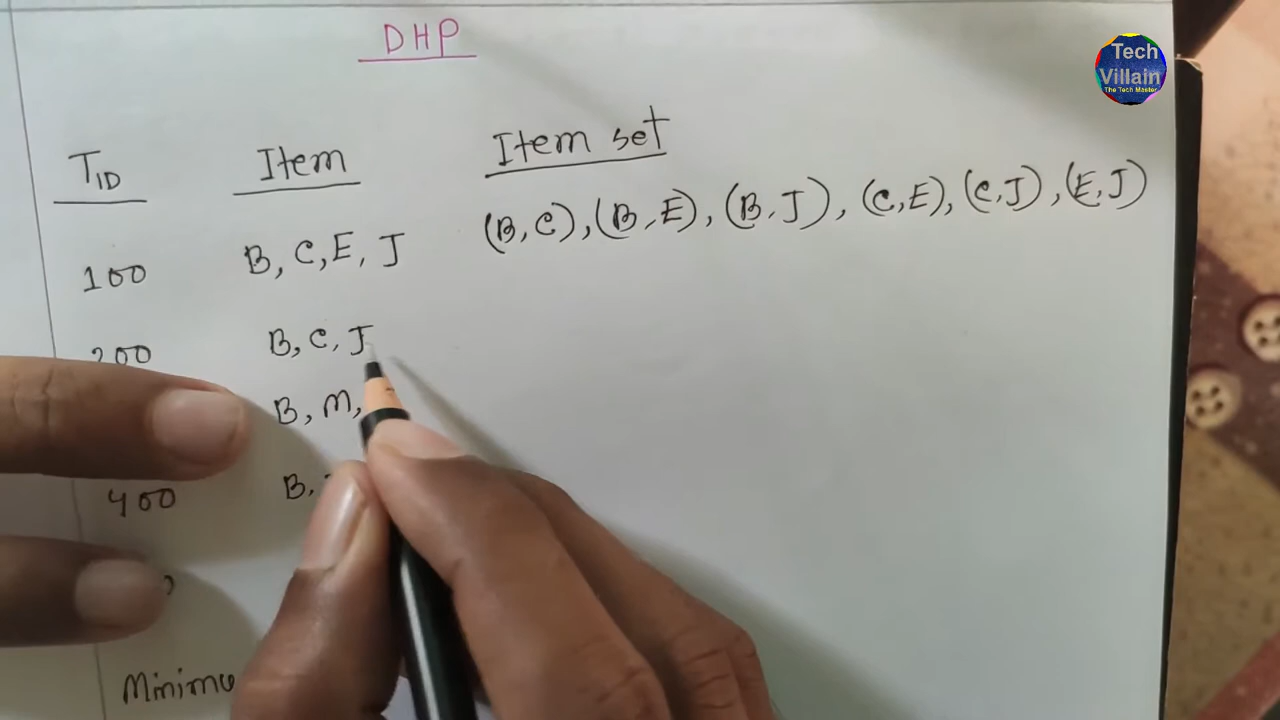 DHP
Tech
Villain
The Tech Master
TID Item Item set
100 B, C, E, J (B, C), (B, E), (B, J), (C, E), (C, J), (E, J)
200 B, C, J
B, M,
400 B,